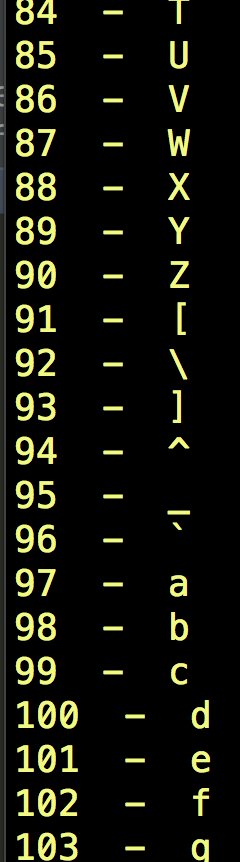 84  -  T
85  -  U
86  -  V
87  -  W
88  -  X
89  -  Y
90  -  Z
91  -  [
92  -  \
93  -  ]
94  -  ^
95  -  _
96  -  `
97  -  a
98  -  b
99  -  c
100  -  d
101  -  e
102  -  f
103  -  g